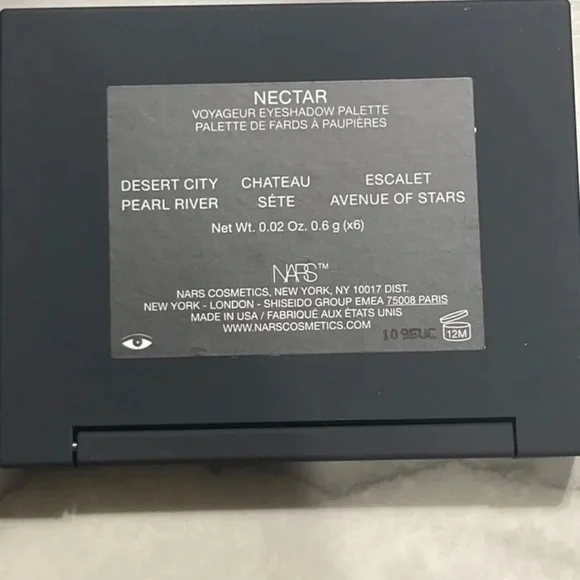 NECTAR
VOYAGEUR EYESHADOW PALETTE
PALETTE DE FARDS À PAUPIÈRES
DESERT CITY CHATEAU ESCALET
PEARL RIVER SÉTE AVENUE OF STARS
Net Wt. 0.02 Oz. 0.6 g (x6)
NARS™
NARS COSMETICS, NEW YORK, NY 10017 DIST.
NEW YORK - LONDON - SHISEIDO GROUP EMEA 75008 PARIS
MADE IN USA / FABRIQUÉ AUX ÉTATS UNIS
WWW.NARSCOSMETICS.COM
12M